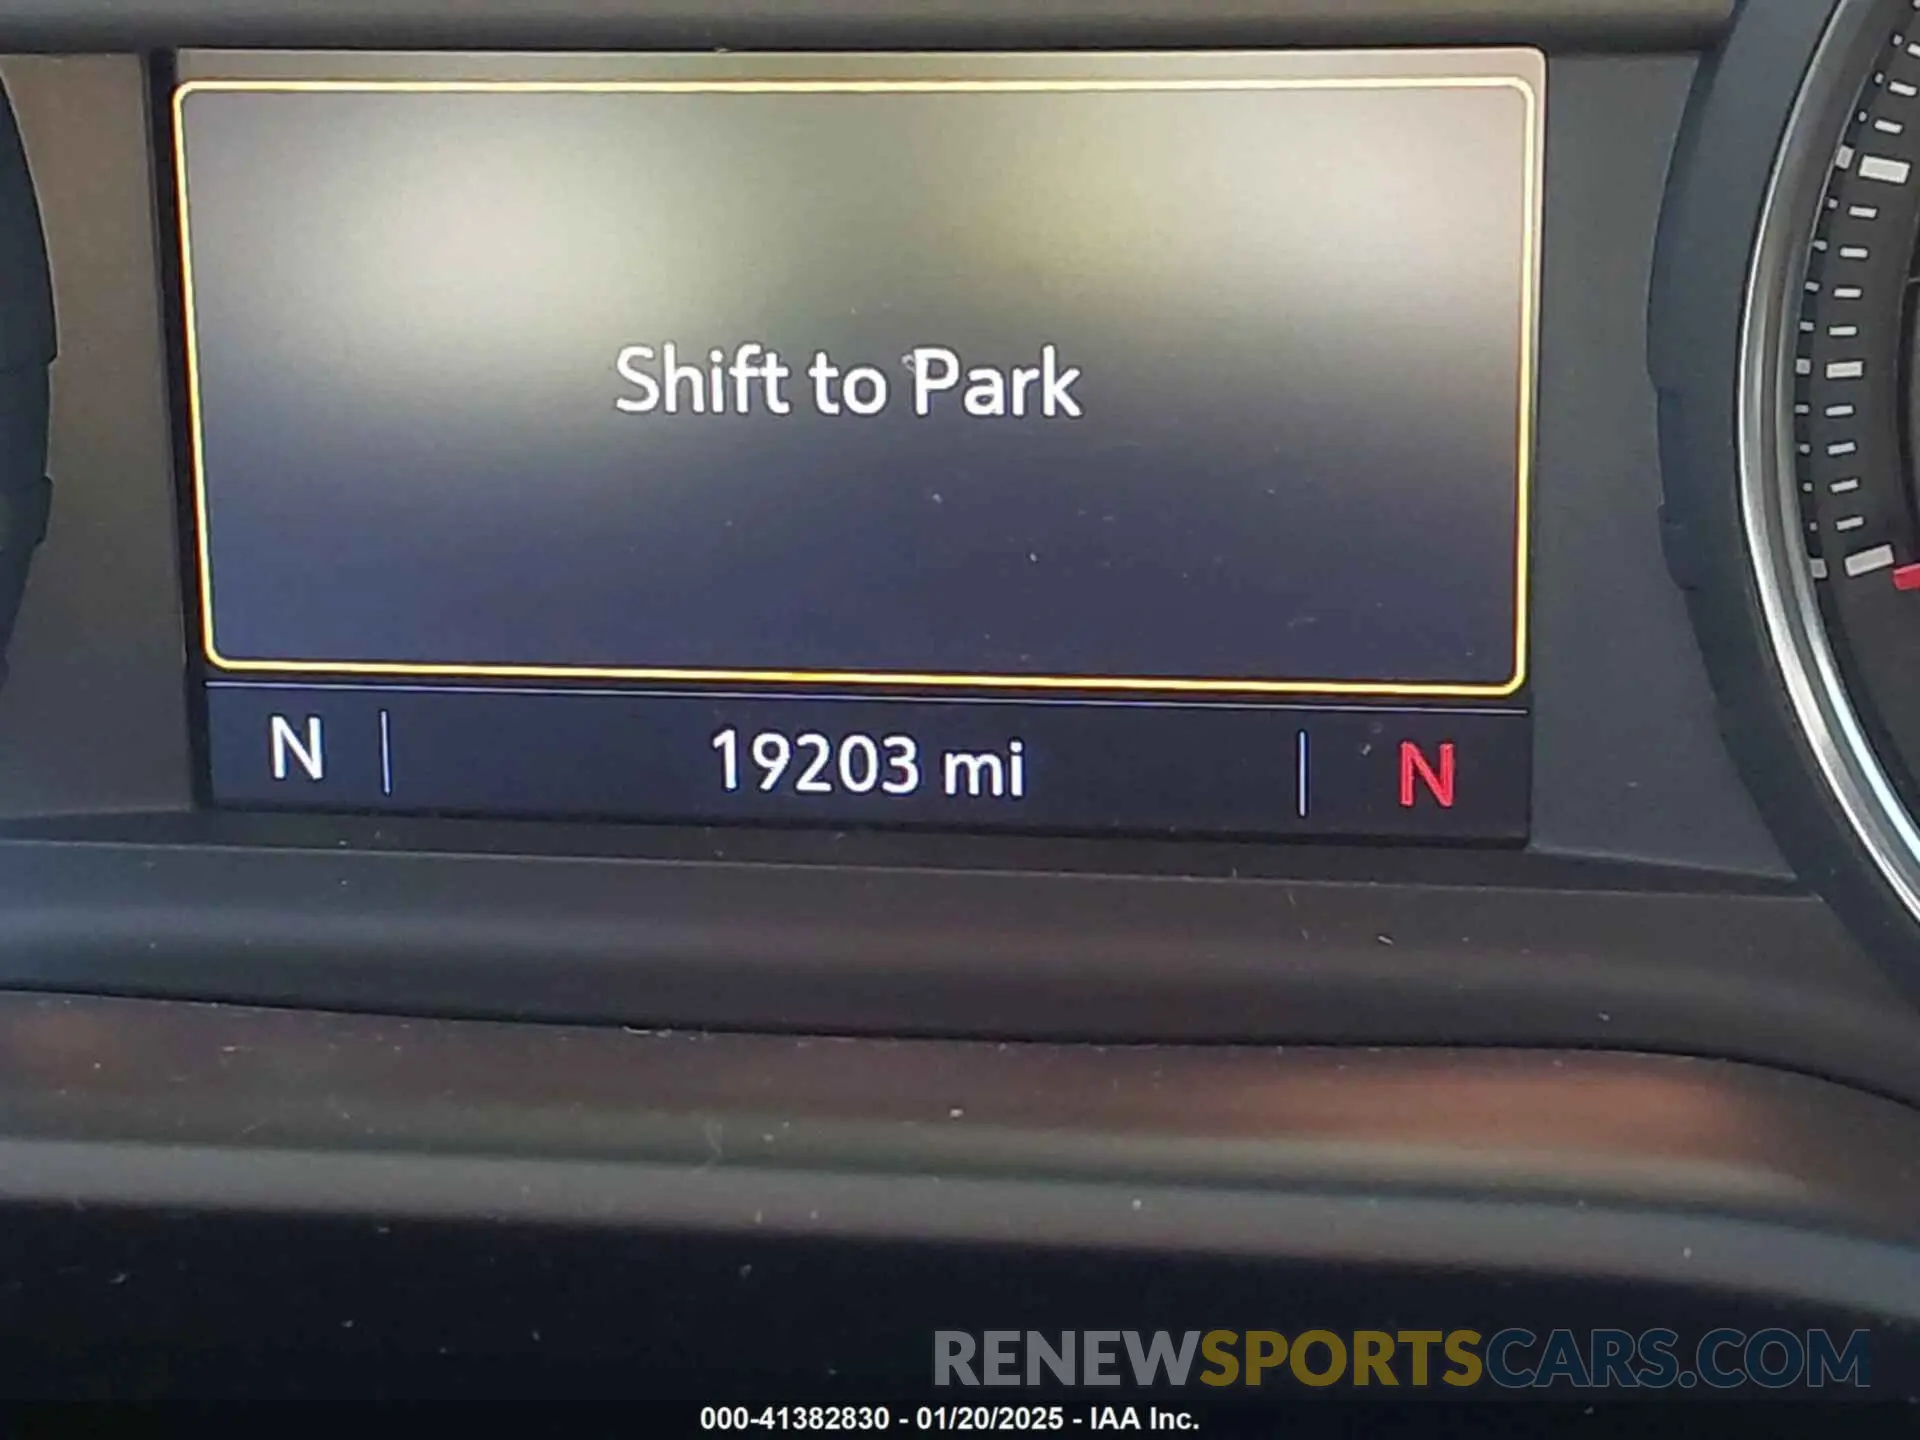 Shift to Park
N 19203 mi N
RENEWSPORTSCARS.COM
000-41382830 - 01/20/2025 - IAA Inc.